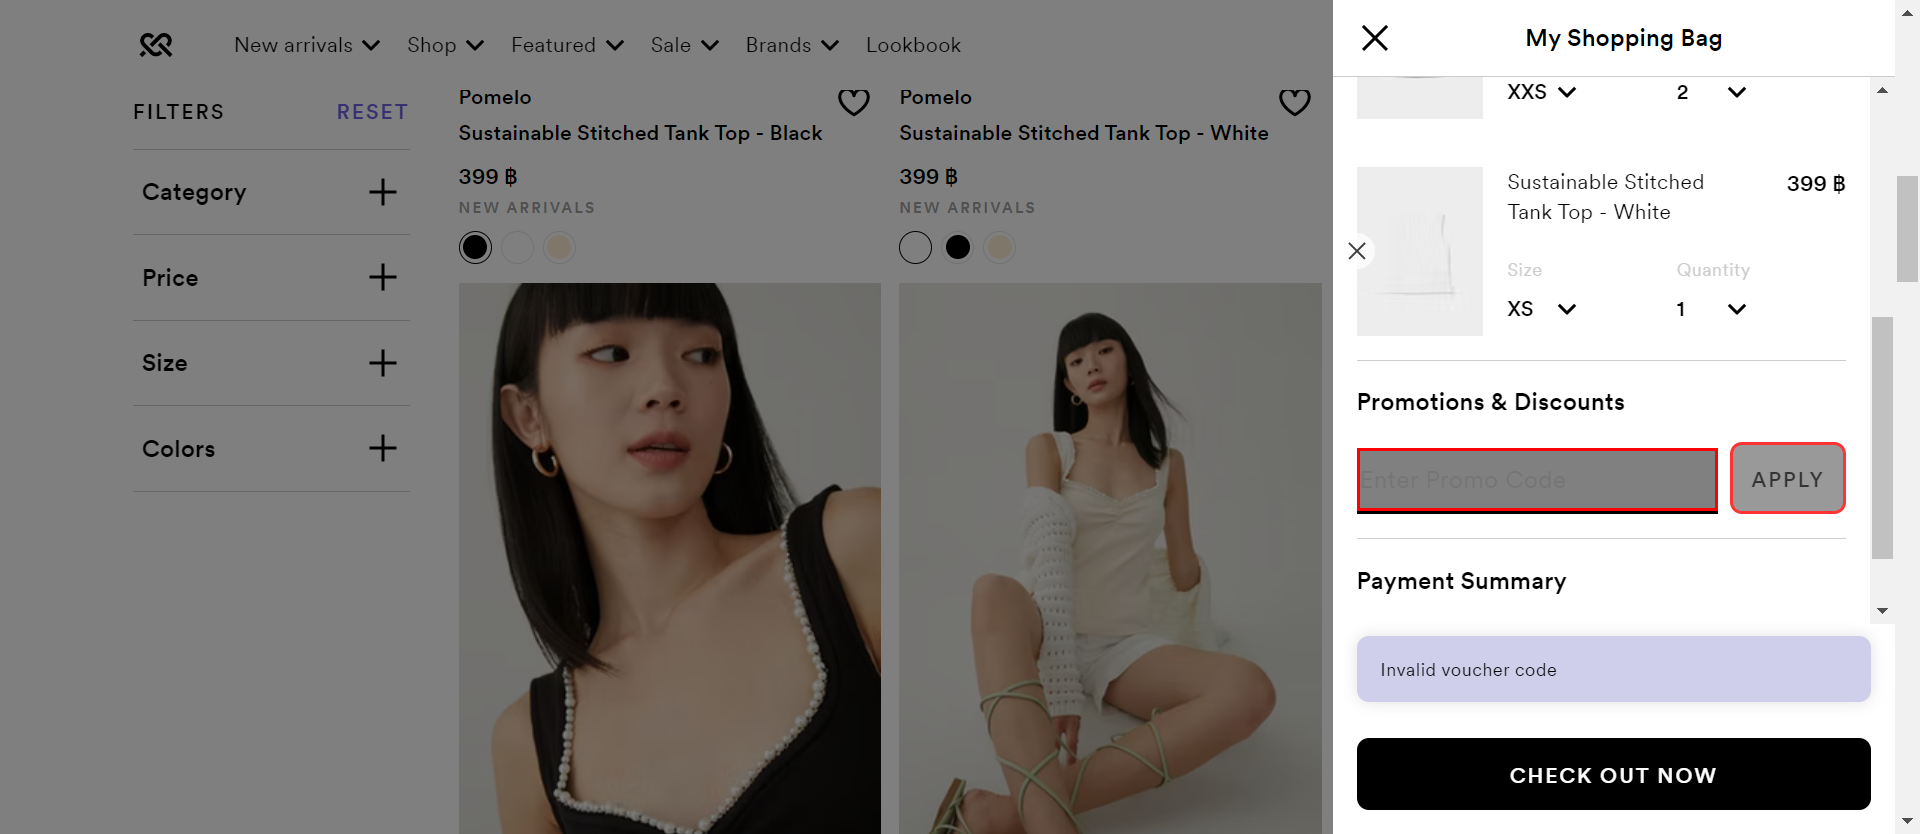 New arrivals
Shop
Featured
Sale
Brands
Lookbook
FILTERS
RESET
Category
Price
Size
Colors
Pomelo
Sustainable Stitched Tank Top - Black
399 ฿
NEW ARRIVALS
Pomelo
Sustainable Stitched Tank Top - White
399 ฿
NEW ARRIVALS
My Shopping Bag
XXS
2
Sustainable Stitched
Tank Top - White
399 ฿
Size
Quantity
XS
1
Promotions & Discounts
Enter Promo Code
APPLY
Payment Summary
Invalid voucher code
CHECK OUT NOW